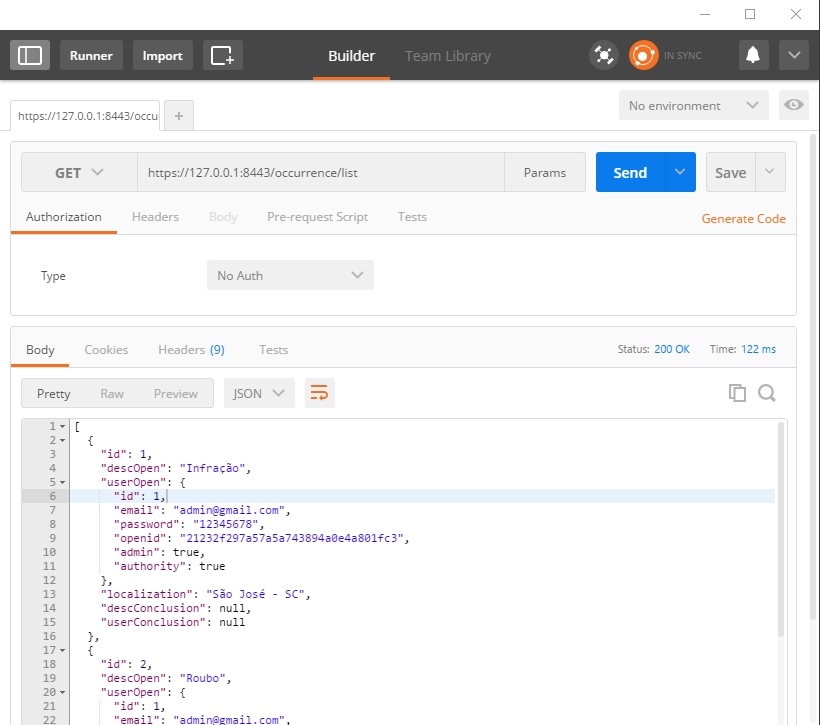 Runner Import Builder Team Library IN SYNC
https://127.0.0.1:8443/occu + No environment
GET https://127.0.0.1:8443/occurrence/list Params Send Save
Authorization Headers Body Pre-request Script Tests Generate Code
Type No Auth
Body Cookies Headers (9) Tests Status: 200 OK Time: 122 ms
Pretty Raw Preview JSON
1 [
2 {
3 "id": 1,
4 "descOpen": "Infração",
5 "userOpen": {
6 "id": 1,
7 "email": "admin@gmail.com",
8 "password": "12345678",
9 "openid": "21232f297a57a5a743894a0e4a801fc3",
10 "admin": true,
11 "authority": true
12 },
13 "localization": "São José - SC",
14 "descConclusion": null,
15 "userConclusion": null
16 },
17 {
18 "id": 2,
19 "descOpen": "Roubo",
20 "userOpen": {
21 "id": 1,
22 "email": "admin@gmail.com",